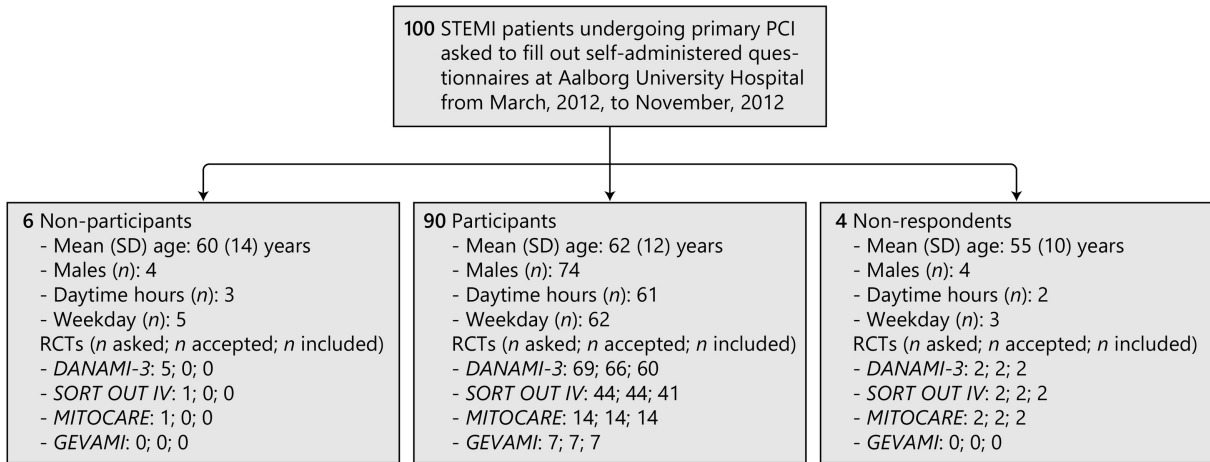 100 STEMI patients undergoing primary PCI
asked to fill out self-administered ques-
tionnaires at Aalborg University Hospital
from March, 2012, to November, 2012
6 Non-participants
- Mean (SD) age: 60 (14) years
- Males (n): 4
- Daytime hours (n): 3
- Weekday (n): 5
RCTs (n asked; n accepted; n included)
- DANAMI-3: 5; 0; 0
- SORT OUT IV: 1; 0; 0
- MITOCARE: 1; 0; 0
- GEVAMI: 0; 0; 0
90 Participants
- Mean (SD) age: 62 (12) years
- Males (n): 74
- Daytime hours (n): 61
- Weekday (n): 62
RCTs (n asked; n accepted; n included)
- DANAMI-3: 69; 66; 60
- SORT OUT IV: 44; 44; 41
- MITOCARE: 14; 14; 14
- GEVAMI: 7; 7; 7
4 Non-respondents
- Mean (SD) age: 55 (10) years
- Males (n): 4
- Daytime hours (n): 2
- Weekday (n): 3
RCTs (n asked; n accepted; n included)
- DANAMI-3: 2; 2; 2
- SORT OUT IV: 2; 2; 2
- MITOCARE: 2; 2; 2
- GEVAMI: 0; 0; 0